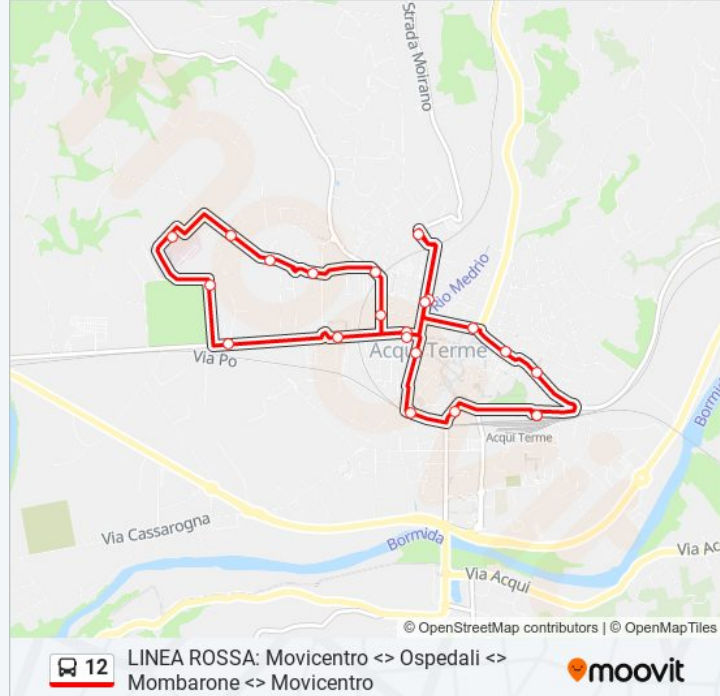 Strada Moirano
Rio Medrio
Acqui Terme
Via Po
Acqui Terme
Bormida
Via Cassarogna
Bormida
Via Acqui
Via Ac
© OpenStreetMap contributors | © OpenMapTiles
12
LINEA ROSSA: Movicentro <> Ospedali <>
Mombarone <> Movicentro
moovit